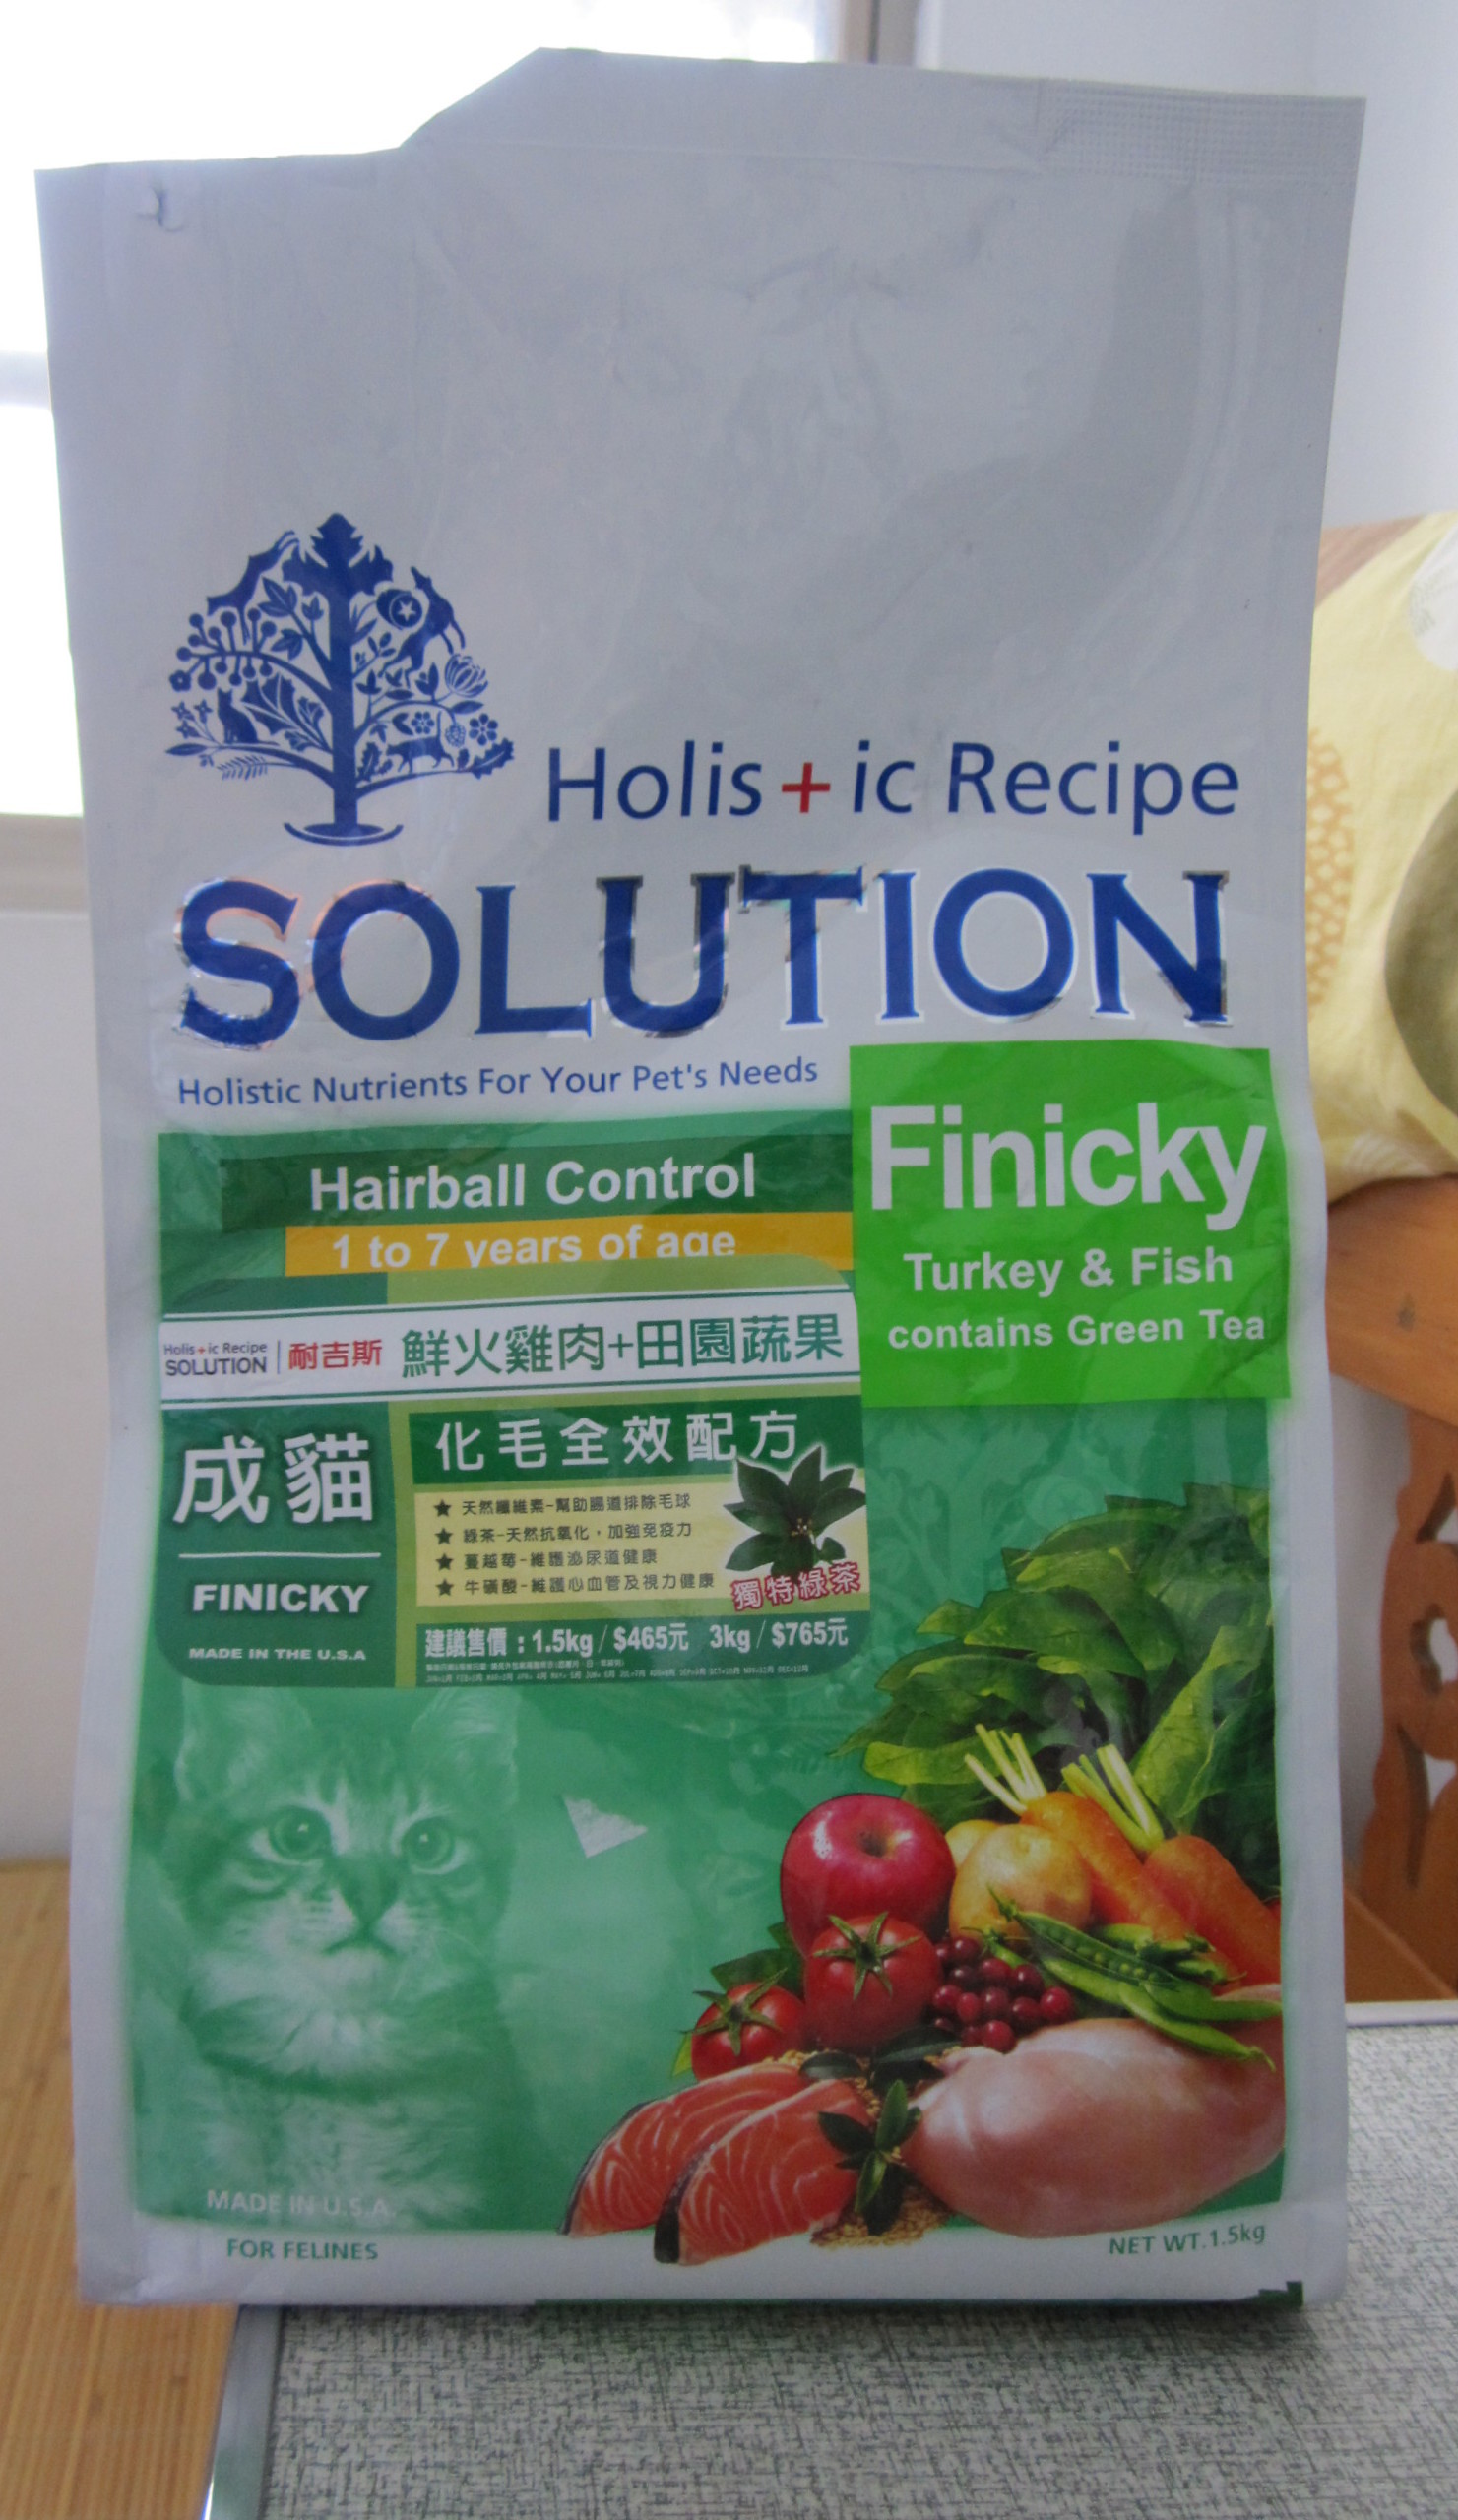 Holis+ic Recipe
SOLUTION
Holistic Nutrients For Your Pet's Needs
Hairball Control
1 to 7 years of age
Finicky
Turkey & Fish
contains Green Tea
Holis+ic Recipe
SOLUTION
耐吉斯
鮮火雞肉+田園蔬果
成貓
FINICKY
MADE IN THE U.S.A
化毛全效配方
★ 天然纖維素-幫助腸道排除毛球
★ 綠茶-天然抗氧化，加強免疫力
★ 蔓越莓-維護泌尿道健康
★ 牛磺酸-維護心血管及視力健康
獨特綠茶
建議售價：1.5kg / $465元 3kg / $765元
MADE IN U.S.A.
FOR FELINES
NET WT.1.5kg